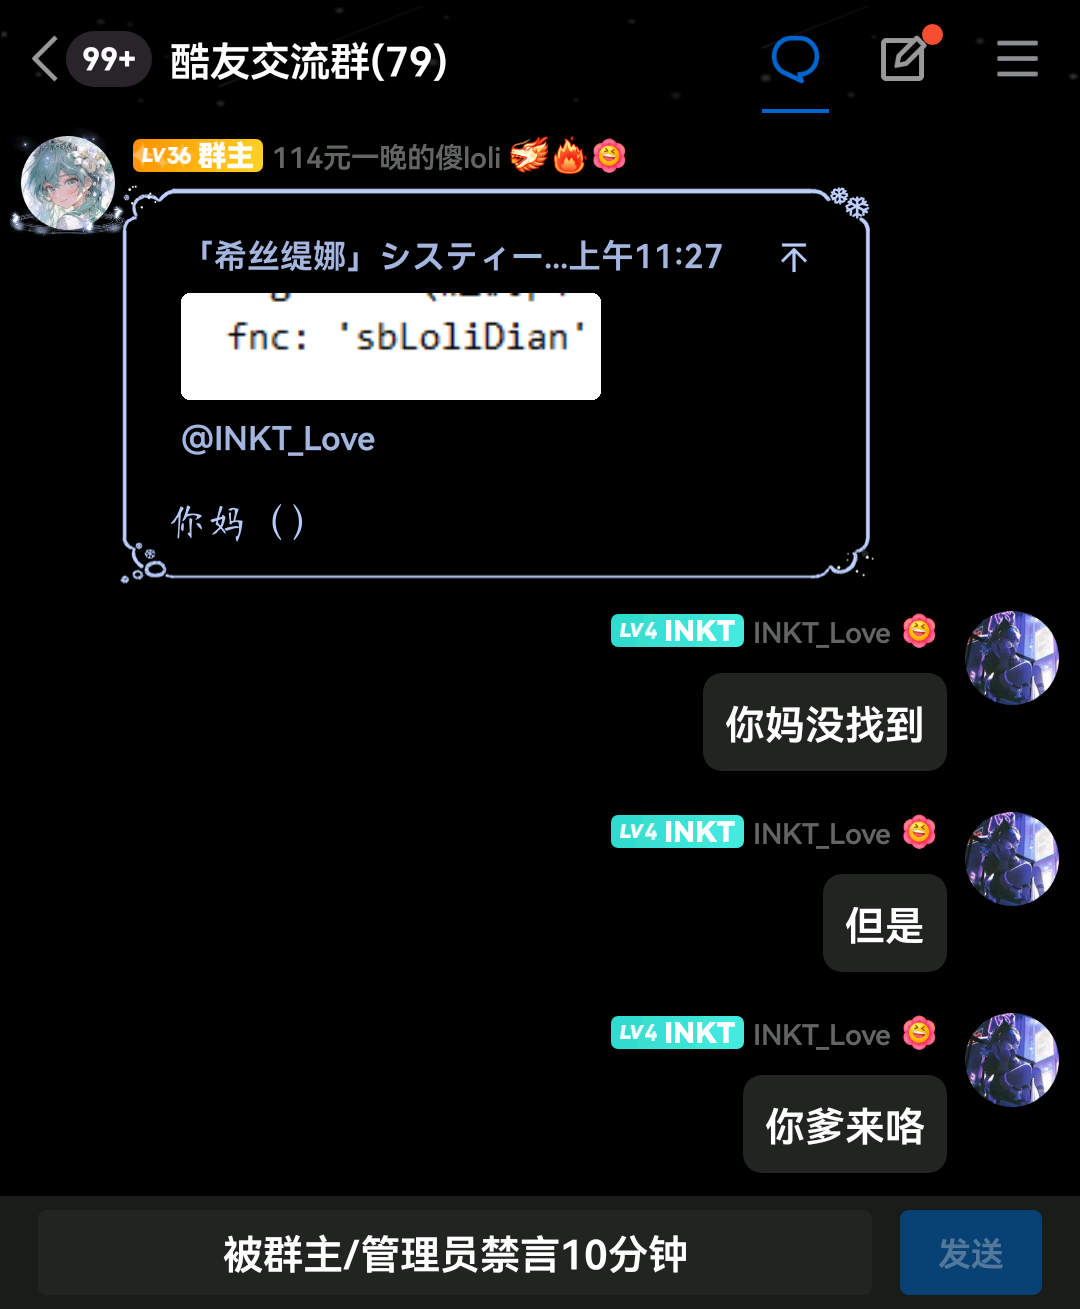 99+ 酷友交流群(79)
LV36 群主 114元一晚的傻loli
「希丝缇娜」システィー...上午11:27
fnc: 'sbLoliDian'
@INKT_Love
你妈（）
LV4 INKT INKT_Love
你妈没找到
LV4 INKT INKT_Love
但是
LV4 INKT INKT_Love
你爹来咯
被群主/管理员禁言10分钟 发送